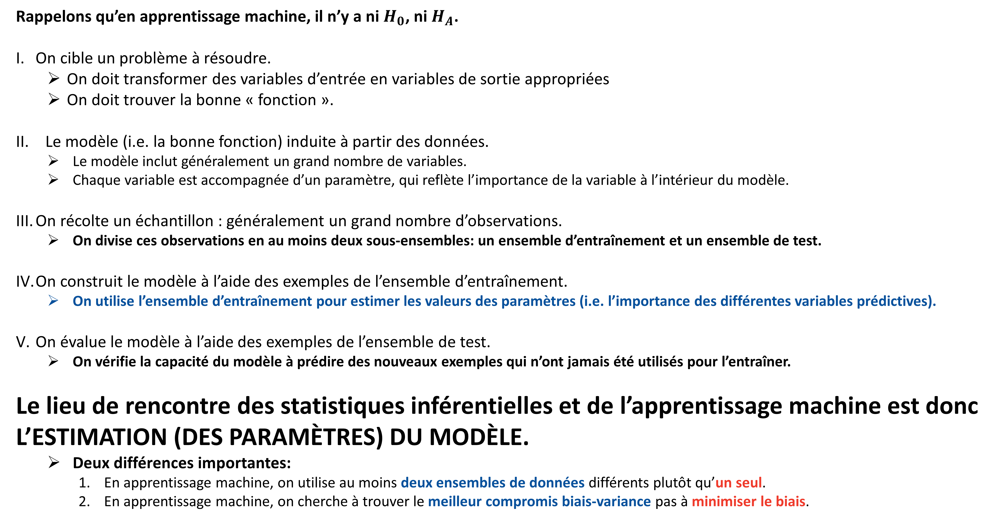 Rappelons qu’en apprentissage machine, il n’y a ni H₀, ni H_A.
I. On cible un problème à résoudre.
➢ On doit transformer des variables d’entrée en variables de sortie appropriées
➢ On doit trouver la bonne « fonction ».
II. Le modèle (i.e. la bonne fonction) induite à partir des données.
➢ Le modèle inclut généralement un grand nombre de variables.
➢ Chaque variable est accompagnée d’un paramètre, qui reflète l’importance de la variable à l’intérieur du modèle.
III. On récolte un échantillon : généralement un grand nombre d’observations.
➢ On divise ces observations en au moins deux sous-ensembles: un ensemble d’entraînement et un ensemble de test.
IV. On construit le modèle à l’aide des exemples de l’ensemble d’entraînement.
➢ On utilise l’ensemble d’entraînement pour estimer les valeurs des paramètres (i.e. l’importance des différentes variables prédictives).
V. On évalue le modèle à l’aide des exemples de l’ensemble de test.
➢ On vérifie la capacité du modèle à prédire des nouveaux exemples qui n’ont jamais été utilisés pour l’entraîner.
Le lieu de rencontre des statistiques inférentielles et de l’apprentissage machine est donc
L’ESTIMATION (DES PARAMÈTRES) DU MODÈLE.
➢ Deux différences importantes:
1. En apprentissage machine, on utilise au moins deux ensembles de données différents plutôt qu’un seul.
2. En apprentissage machine, on cherche à trouver le meilleur compromis biais-variance pas à minimiser le biais.